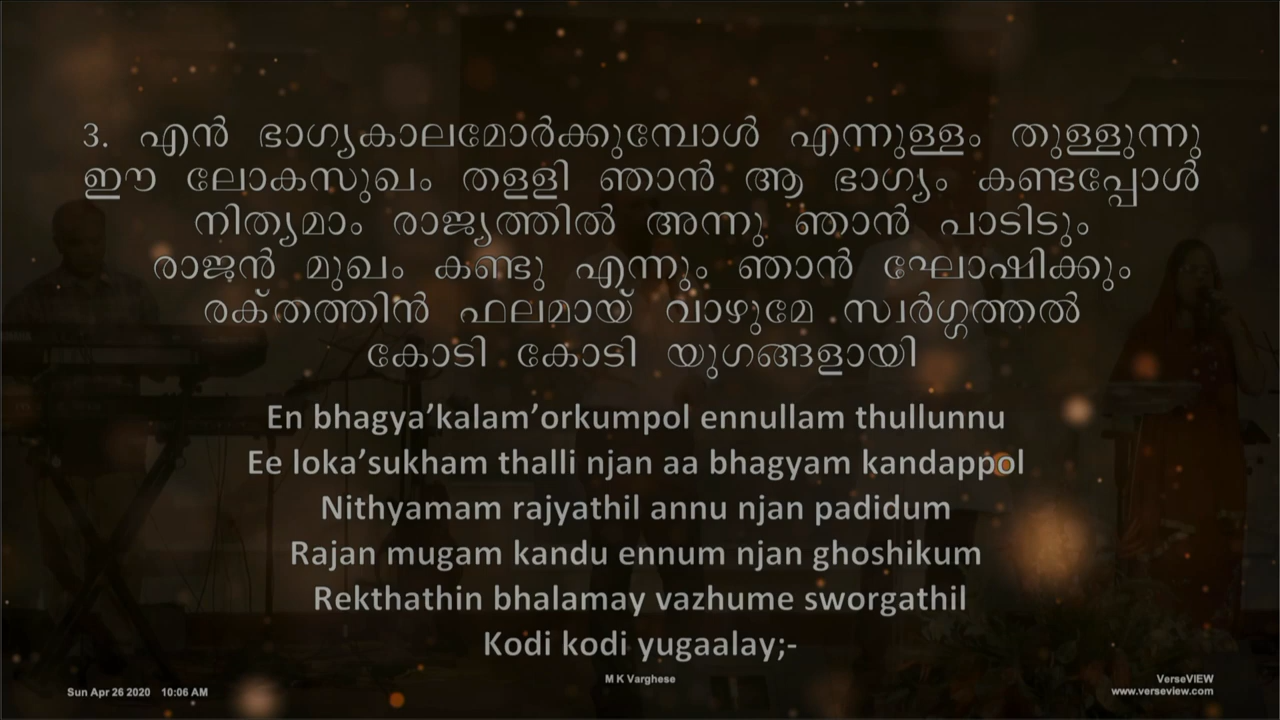 3. എൻ ഭാഗ്യകാലമോർക്കുമ്പോൾ എന്നുള്ളം തുള്ളുന്നു
ഈ ലോകസുഖം തള്ളി ഞാൻ ആ ഭാഗ്യം കണ്ടപ്പോൾ
നിത്യമാം രാജ്യത്തിൽ അന്നു ഞാൻ പാടിടും
രാജൻ മുഖം കണ്ടു എന്നും ഞാൻ ഘോഷിക്കും
രക്തത്തിൻ ഫലമായ് വാഴുമേ സ്വർഗ്ഗത്തൽ
കോടി കോടി യുഗങ്ങളായി
En bhagya’kalam’orkumpol ennullam thullunnu
Ee loka’sukham thalli njan aa bhagyam kandappol
Nithyamam rajyathil annu njan padidum
Rajan mugam kandu ennum njan ghoshikum
Rekthathin bhalamay vazhume sworgathil
Kodi kodi yugaalay;-
M K Varghese
Sun Apr 26 2020 10:06 AM
VerseVIEW
www.verseview.com